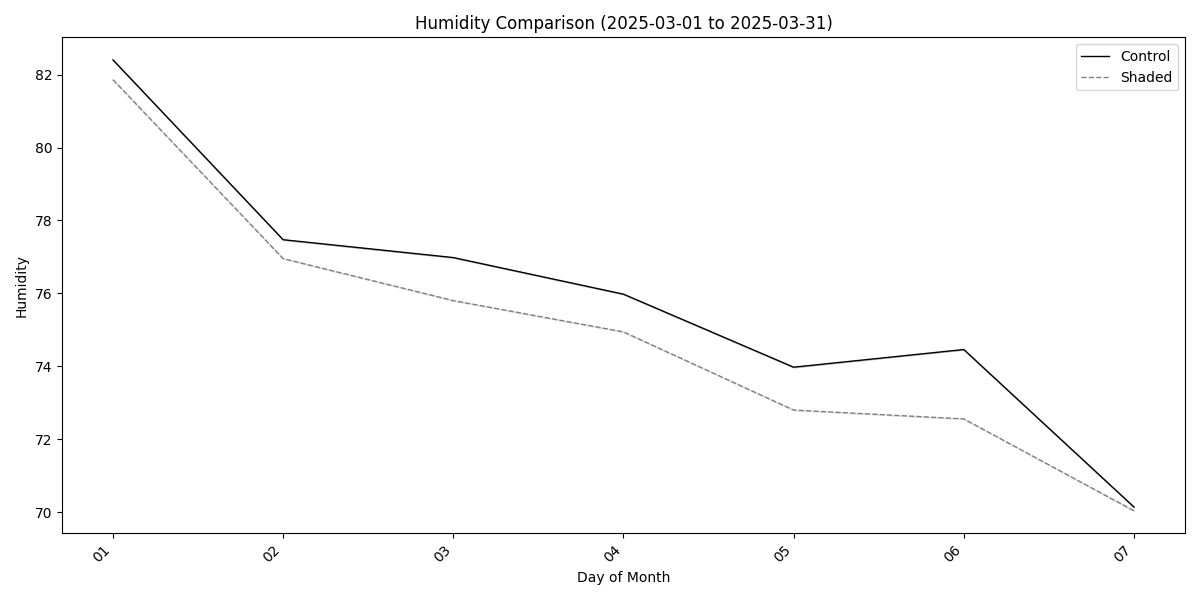 Humidity Comparison (2025-03-01 to 2025-03-31)
Control
Shaded
82
80
78
76
74
72
70
Humidity
01
02
03
04
05
06
07
Day of Month